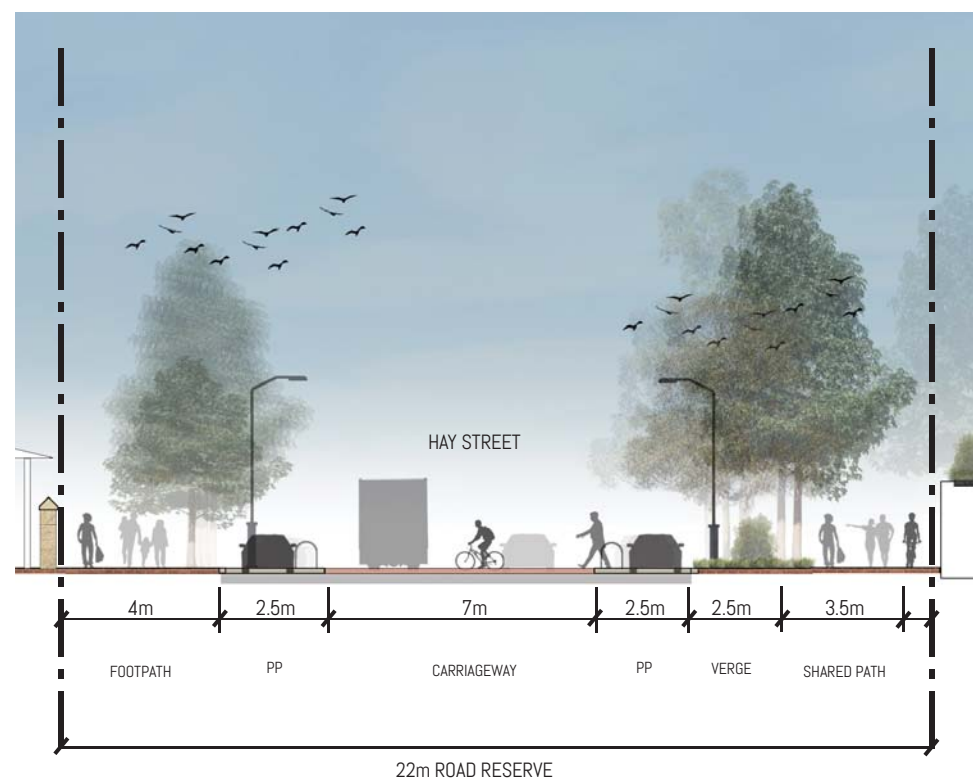 HAY STREET
4m 2.5m 7m 2.5m 2.5m 3.5m
FOOTPATH PP CARRIAGEWAY PP VERGE SHARED PATH
22m ROAD RESERVE